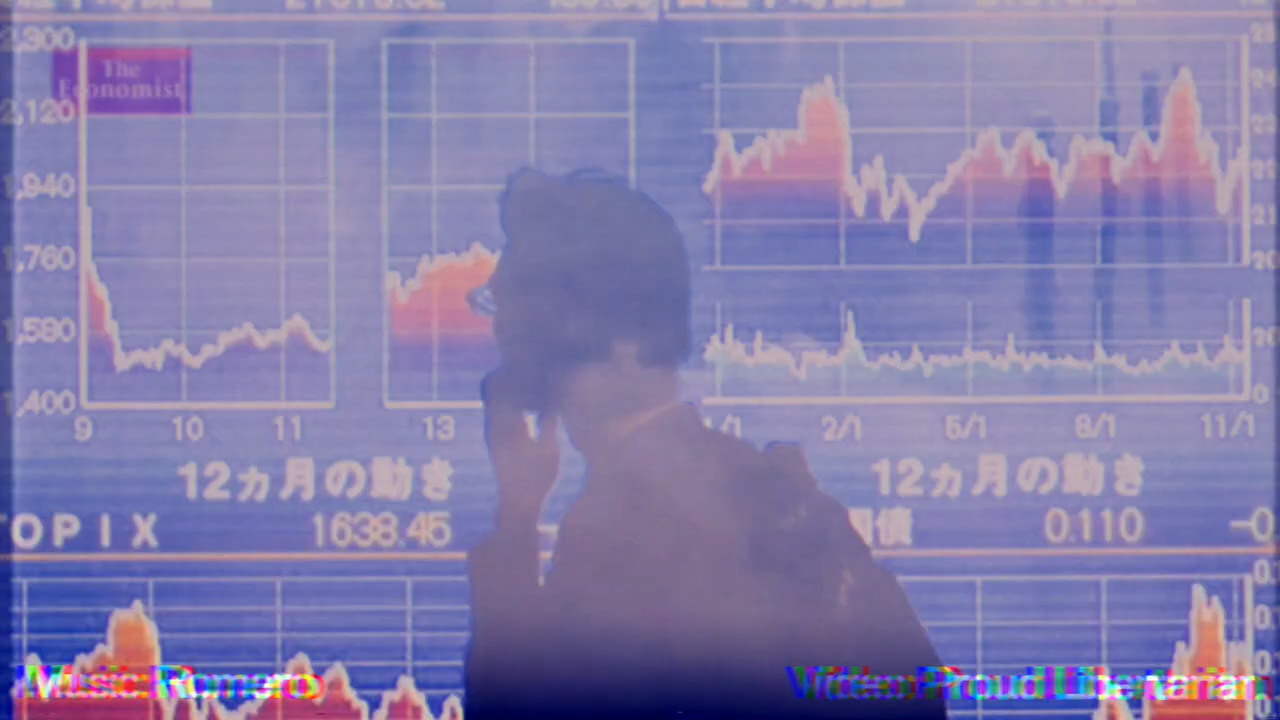 2,300
The
Economist
2,120
1,940
1,760
1,580
1,400
9 10 11 13
2/1 5/1 8/1 11/1
12ヵ月の動き
12ヵ月の動き
TOPIX 1638.45
債 0.110 -0
Music: Romero
Video: Proud Libertarian